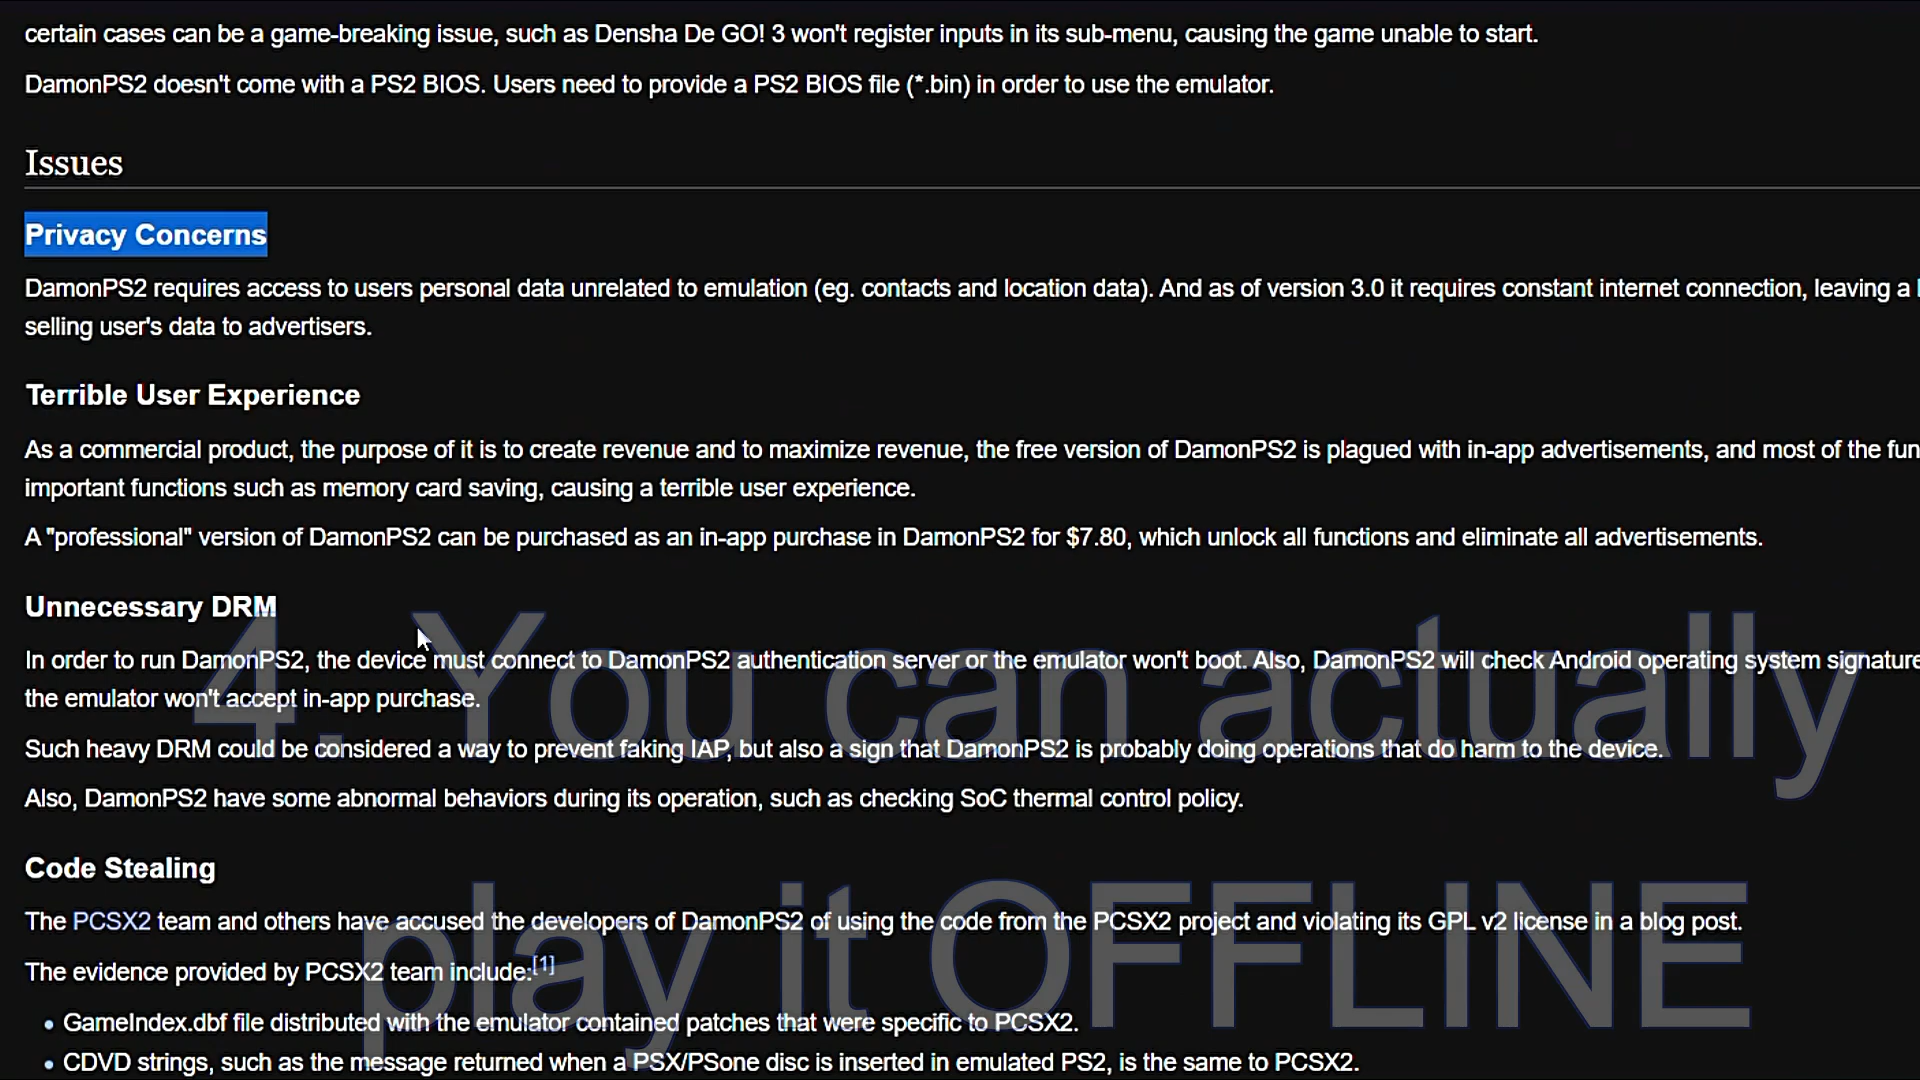 certain cases can be a game-breaking issue, such as Densha De GO! 3 won't register inputs in its sub-menu, causing the game unable to start.
DamonPS2 doesn't come with a PS2 BIOS. Users need to provide a PS2 BIOS file (*.bin) in order to use the emulator.
Issues
Privacy Concerns
DamonPS2 requires access to users personal data unrelated to emulation (eg. contacts and location data). And as of version 3.0 it requires constant internet connection, leaving a
selling user's data to advertisers.
Terrible User Experience
As a commercial product, the purpose of it is to create revenue and to maximize revenue, the free version of DamonPS2 is plagued with in-app advertisements, and most of the fun
important functions such as memory card saving, causing a terrible user experience.
A "professional" version of DamonPS2 can be purchased as an in-app purchase in DamonPS2 for $7.80, which unlock all functions and eliminate all advertisements.
Unnecessary DRM
In order to run DamonPS2, the device must connect to DamonPS2 authentication server or the emulator won't boot. Also, DamonPS2 will check Android operating system signature
the emulator won't accept in-app purchase.
4. You can actually
Such heavy DRM could be considered a way to prevent faking IAP, but also a sign that DamonPS2 is probably doing operations that do harm to the device.
Also, DamonPS2 have some abnormal behaviors during its operation, such as checking SoC thermal control policy.
Code Stealing
The PCSX2 team and others have accused the developers of DamonPS2 of using the code from the PCSX2 project and violating its GPL v2 license in a blog post.
The evidence provided by PCSX2 team include:[1]
play it OFFLINE
• GameIndex.dbf file distributed with the emulator contained patches that were specific to PCSX2.
• CDVD strings, such as the message returned when a PSX/PSone disc is inserted in emulated PS2, is the same to PCSX2.